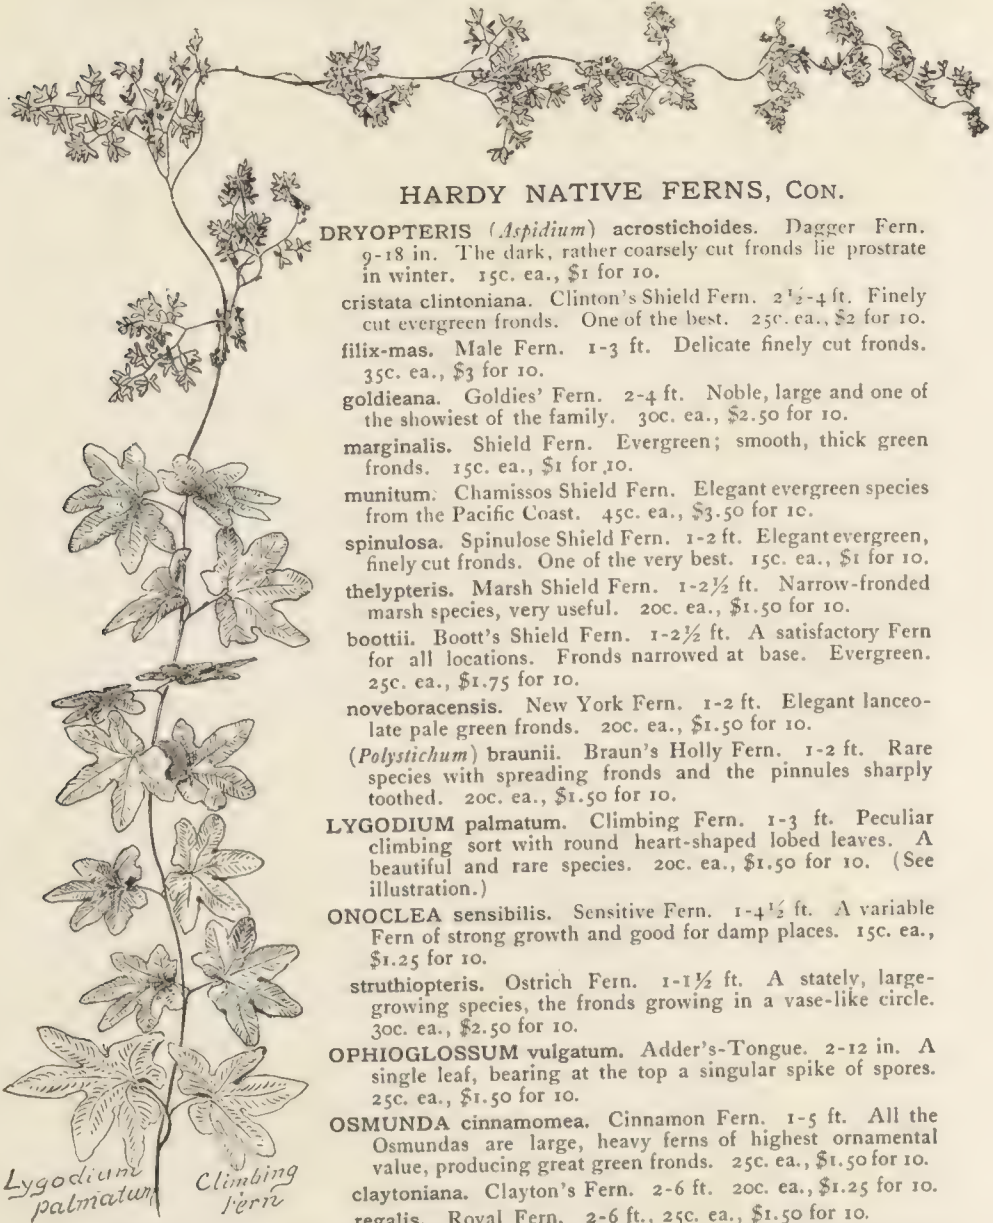 HARDY NATIVE FERNS, CON.
DRYOPTERIS (Aspidium) acrostichoides. Dagger Fern.
9-18 in. The dark, rather coarsely cut fronds lie prostrate
in winter. 15c. ea., $1 for 10.
cristata clintoniana. Clinton's Shield Fern. 2½-4 ft. Finely
cut evergreen fronds. One of the best. 25c. ea., $2 for 10.
filix-mas. Male Fern. 1-3 ft. Delicate finely cut fronds.
35c. ea., $3 for 10.
goldieana. Goldies' Fern. 2-4 ft. Noble, large and one of
the showiest of the family. 30c. ea., $2.50 for 10.
marginalis. Shield Fern. Evergreen; smooth, thick green
fronds. 15c. ea., $1 for 10.
munitum. Chamissos Shield Fern. Elegant evergreen species
from the Pacific Coast. 45c. ea., $3.50 for 1c.
spinulosa. Spinulose Shield Fern. 1-2 ft. Elegant evergreen,
finely cut fronds. One of the very best. 15c. ea., $1 for 10.
thelypteris. Marsh Shield Fern. 1-2½ ft. Narrow-fronded
marsh species, very useful. 20c. ea., $1.50 for 10.
boottii. Boott's Shield Fern. 1-2½ ft. A satisfactory Fern
for all locations. Fronds narrowed at base. Evergreen.
25c. ea., $1.75 for 10.
noveboracensis. New York Fern. 1-2 ft. Elegant lanceo-
late pale green fronds. 20c. ea., $1.50 for 10.
(Polystichum) braunii. Braun's Holly Fern. 1-2 ft. Rare
species with spreading fronds and the pinnules sharply
toothed. 20c. ea., $1.50 for 10.
LYGODIUM palmatum. Climbing Fern. 1-3 ft. Peculiar
climbing sort with round heart-shaped lobed leaves. A
beautiful and rare species. 20c. ea., $1.50 for 10. (See
illustration.)
ONOCLEA sensibilis. Sensitive Fern. 1-4½ ft. A variable
Fern of strong growth and good for damp places. 15c. ea.,
$1.25 for 10.
struthiopteris. Ostrich Fern. 1-1½ ft. A stately, large-
growing species, the fronds growing in a vase-like circle.
30c. ea., $2.50 for 10.
OPHIOGLOSSUM vulgatum. Adder's-Tongue. 2-12 in. A
single leaf, bearing at the top a singular spike of spores.
25c. ea., $1.50 for 10.
OSMUNDA cinnamomea. Cinnamon Fern. 1-5 ft. All the
Osmundas are large, heavy ferns of highest ornamental
value, producing great green fronds. 25c. ea., $1.50 for 10.
claytoniana. Clayton's Fern. 2-6 ft. 20c. ea., $1.25 for 10.
regalis. Royal Fern. 2-6 ft., 25c. ea., $1.50 for 10.
Lygodium
palmatum
Climbing
Fern